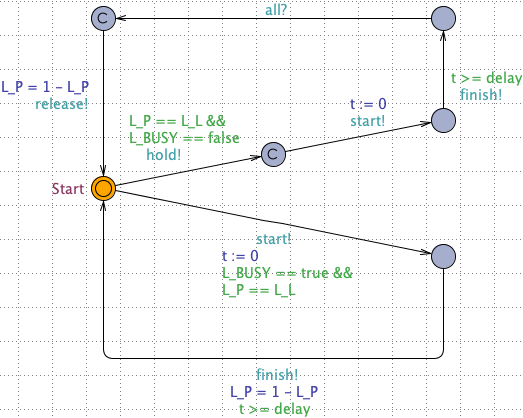 all?
C
L_P = 1 - L_P
release!
t >= delay
finish!
t := 0
start!
L_P == L_L &&
L_BUSY == false
hold!
C
Start
start!
t := 0
L_BUSY == true &&
L_P == L_L
finish!
L_P = 1 - L_P
t >= delay